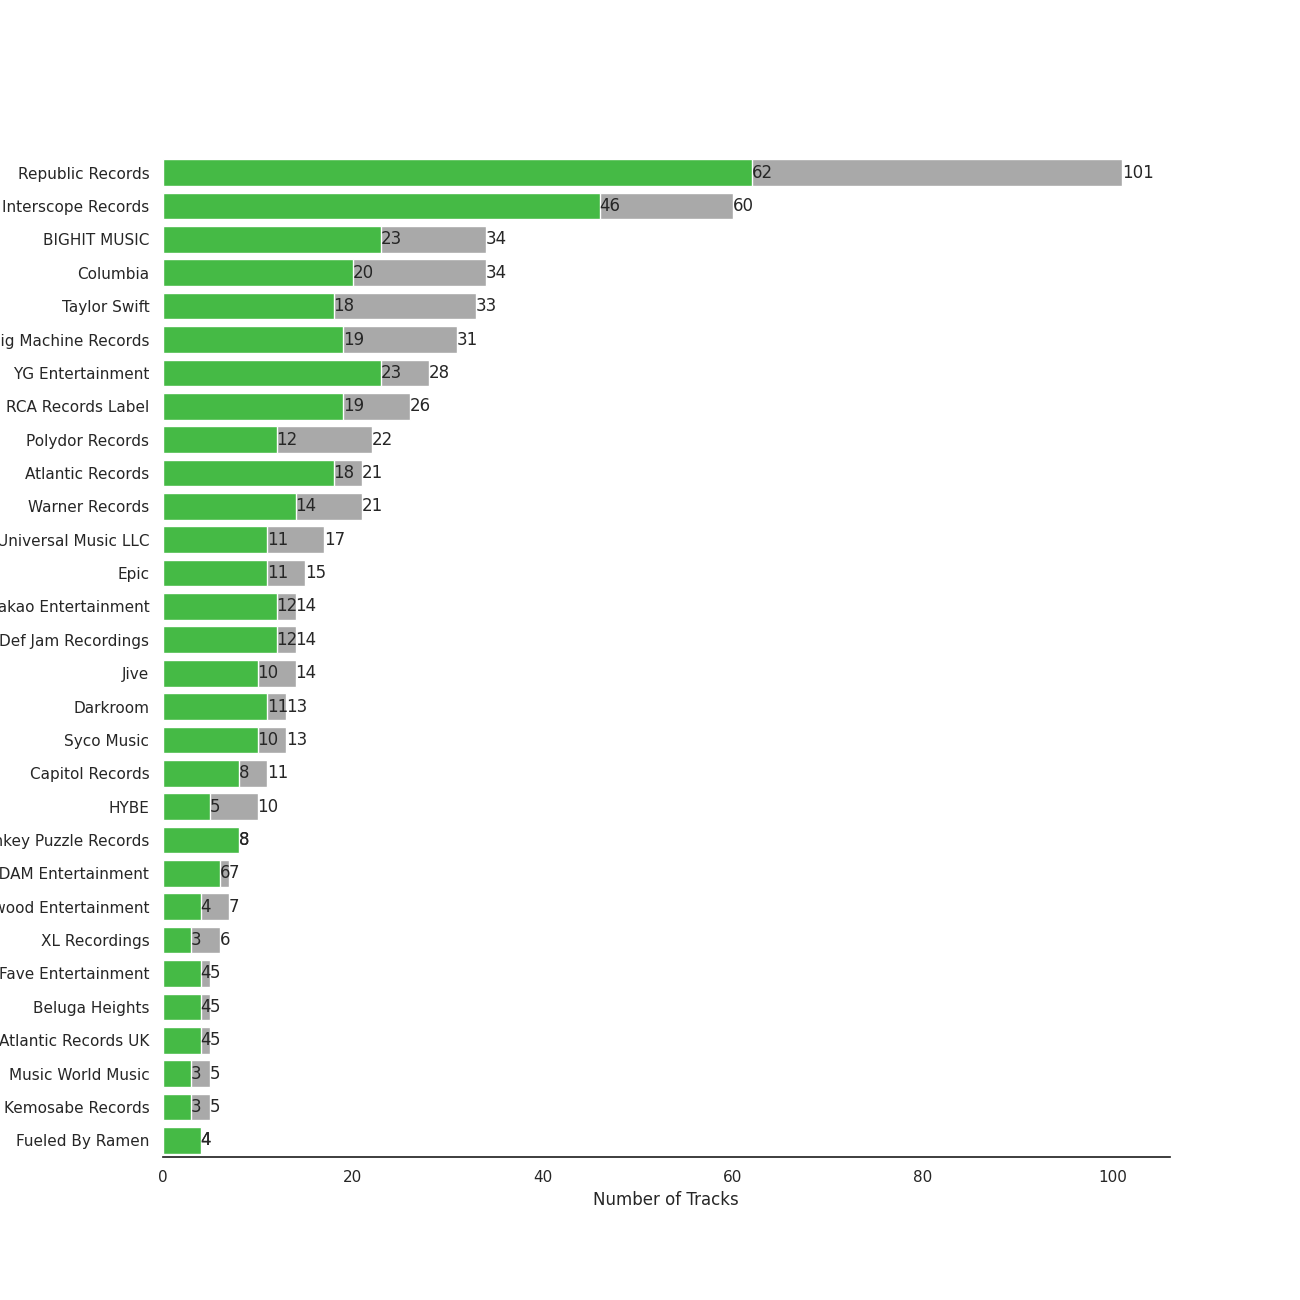 Republic Records 62 101
Interscope Records 46 60
BIGHIT MUSIC 23 34
Columbia 20 34
Taylor Swift 18 33
ig Machine Records 19 31
YG Entertainment 23 28
RCA Records Label 19 26
Polydor Records 12 22
Atlantic Records 18 21
Warner Records 14 21
Universal Music LLC 11 17
Epic 11 15
akao Entertainment 12 14
Def Jam Recordings 12 14
Jive 10 14
Darkroom 11 13
Syco Music 10 13
Capitol Records 8 11
HYBE 5 10
nkey Puzzle Records 8
DAM Entertainment 6 7
wood Entertainment 4 7
XL Recordings 3 6
Fave Entertainment 4 5
Beluga Heights 4 5
Atlantic Records UK 4 5
Music World Music 3 5
Kemosabe Records 3 5
Fueled By Ramen 4
0 20 40 60 80 100
Number of Tracks